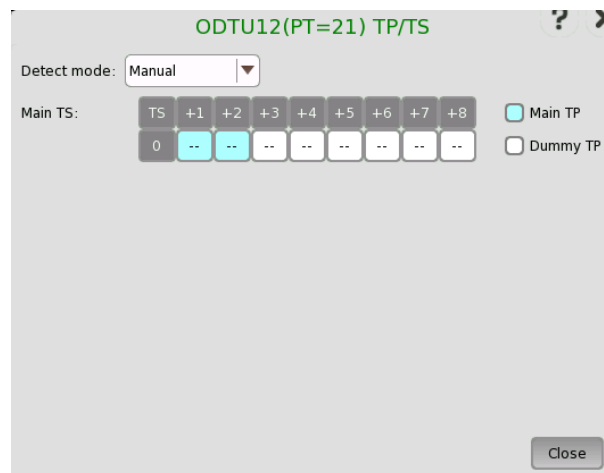 ODTU12(PT=21) TP/TS ?
Detect mode: Manual
Main TS: TS +1 +2 +3 +4 +5 +6 +7 +8 Main TP
0 -- -- -- -- -- -- -- -- Dummy TP
Close